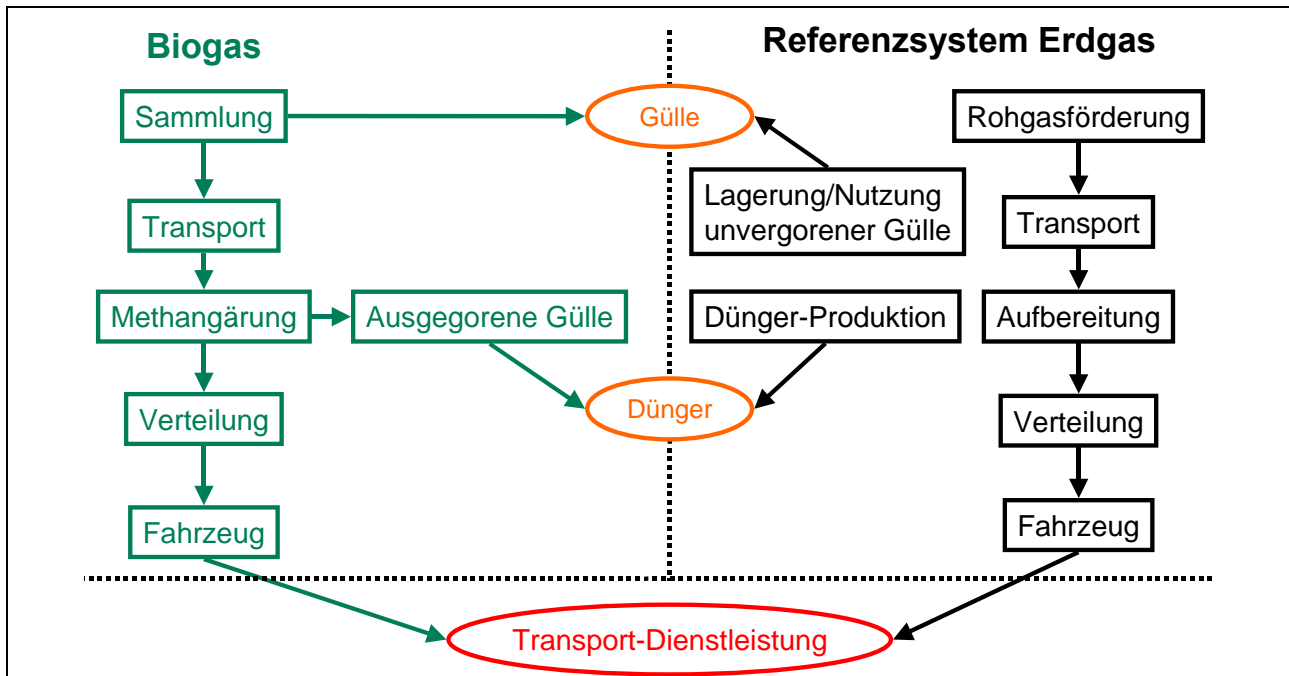 Biogas
Referenzsystem Erdgas
Sammlung
Gülle
Rohgasförderung
Lagerung/Nutzung
unvergorener Gülle
Transport
Transport
Methangärung
Ausgegorene Gülle
Dünger-Produktion
Aufbereitung
Verteilung
Dünger
Verteilung
Fahrzeug
Fahrzeug
Transport-Dienstleistung